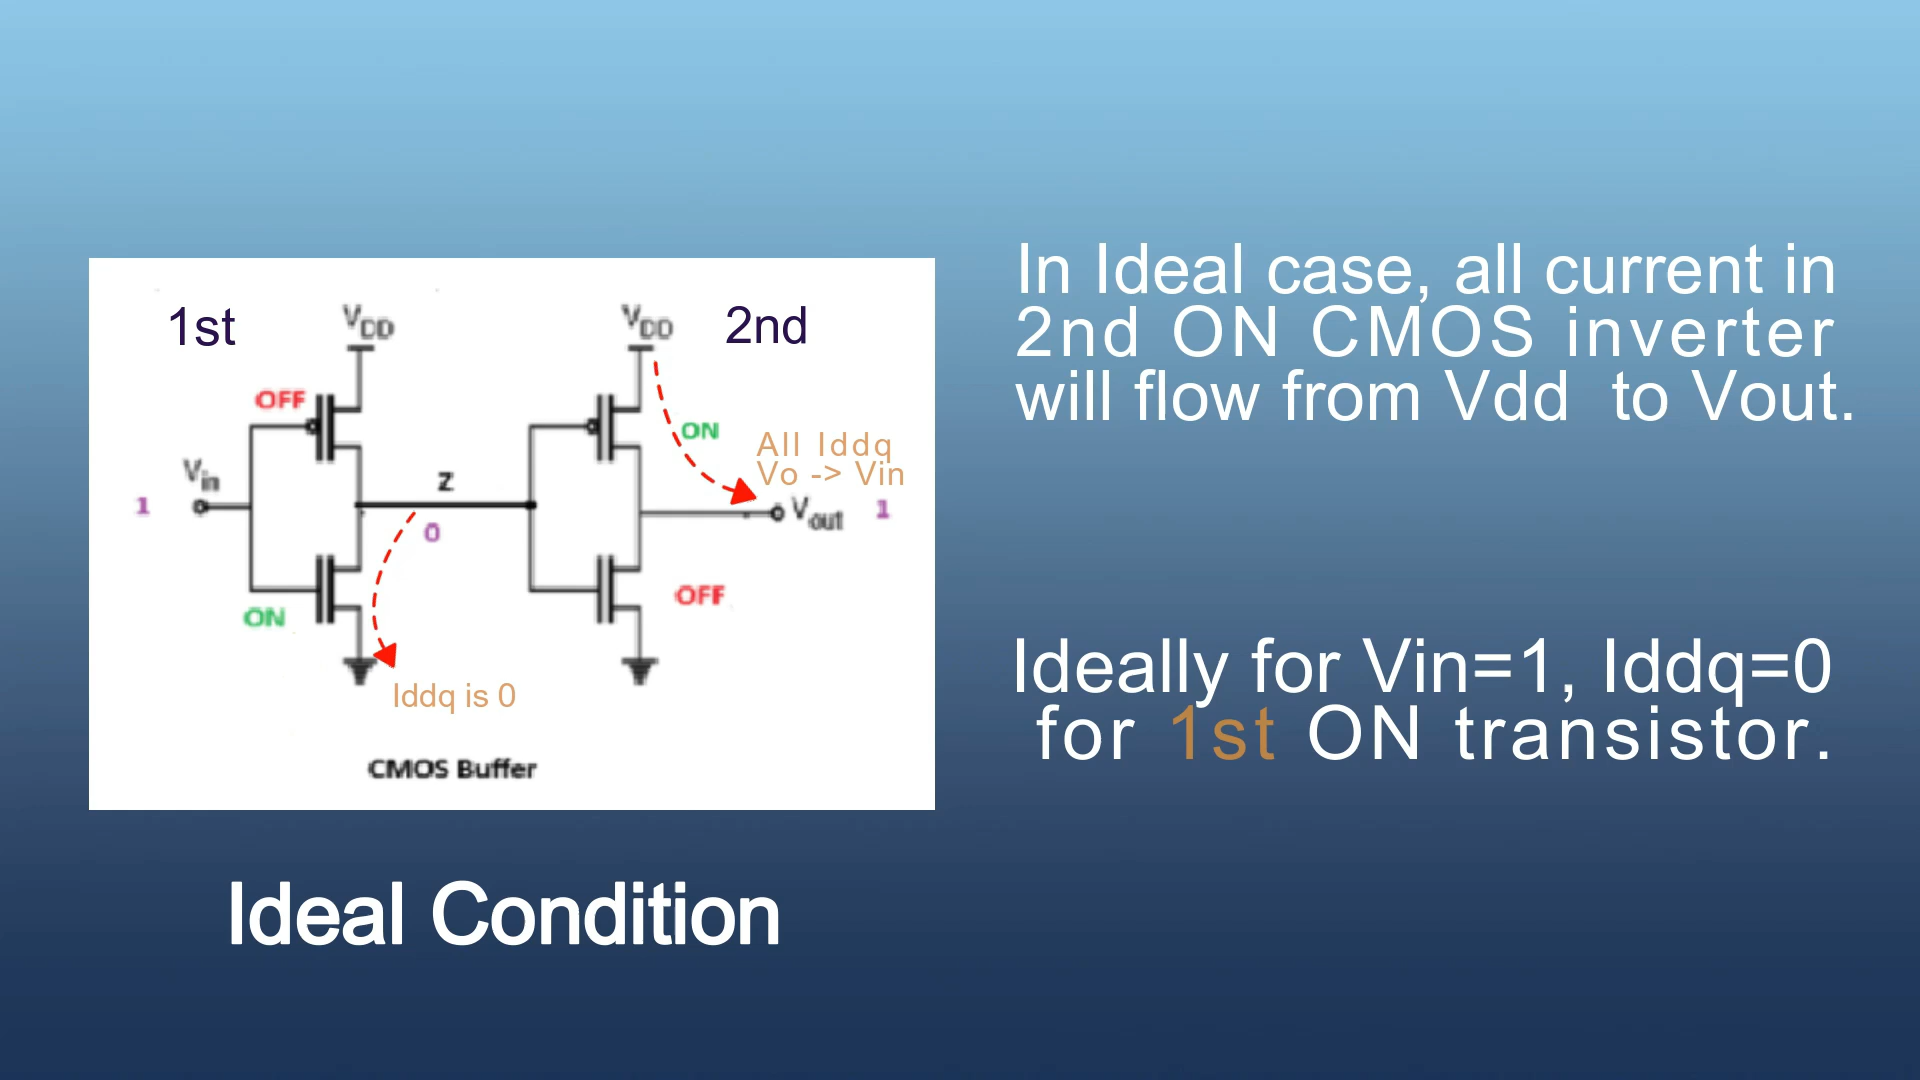 1st
VDD
VDD
2nd
OFF
ON
All Iddq
Vo -> Vin
Vin
1
Z
0
Vout
1
ON
OFF
Iddq is 0
CMOS Buffer
Ideal Condition
In Ideal case, all current in
2nd ON CMOS inverter
will flow from Vdd to Vout.
Ideally for Vin=1, Iddq=0
for 1st ON transistor.